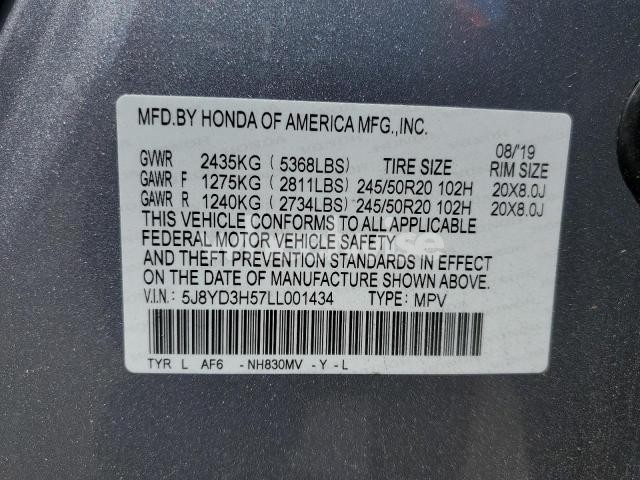 MFD.BY HONDA OF AMERICA MFG.,INC.
08/'19
GVWR 2435KG ( 5368LBS) TIRE SIZE RIM SIZE
GAWR F 1275KG ( 2811LBS) 245/50R20 102H 20X8.0J
GAWR R 1240KG ( 2734LBS) 245/50R20 102H 20X8.0J
THIS VEHICLE CONFORMS TO ALL APPLICABLE
FEDERAL MOTOR VEHICLE SAFETY
AND THEFT PREVENTION STANDARDS IN EFFECT
ON THE DATE OF MANUFACTURE SHOWN ABOVE.
V.I.N.: 5J8YD3H57LL001434 TYPE: MPV
TYR L AF6 - NH830MV - Y - L